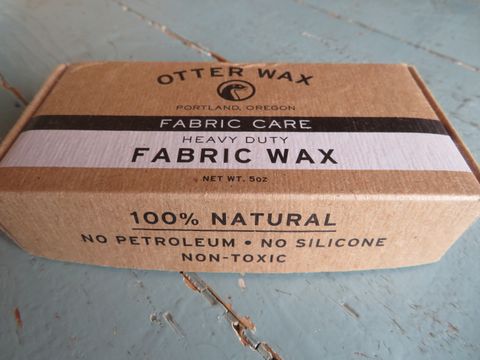 OTTER WAX
PORTLAND, OREGON
FABRIC CARE
HEAVY DUTY
FABRIC WAX
NET WT. 5oz
100% NATURAL
NO PETROLEUM • NO SILICONE
NON-TOXIC